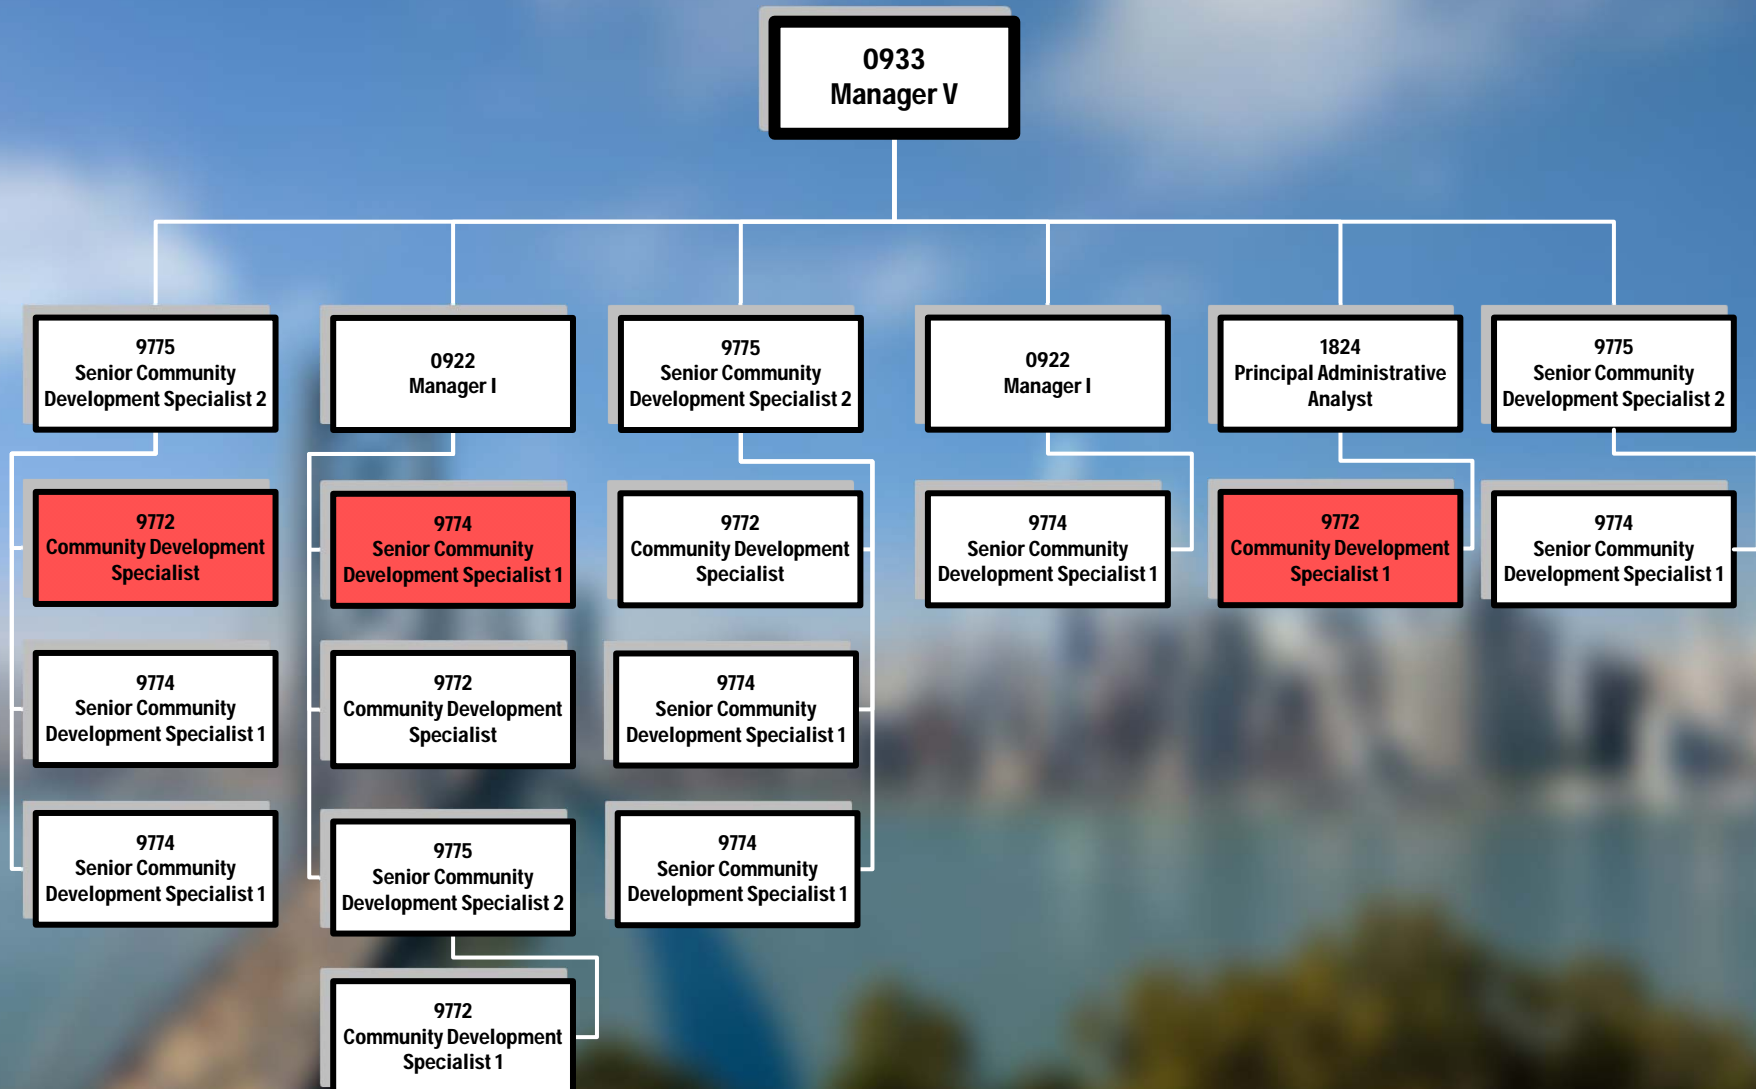 0933
Manager V
9775
Senior Community
Development Specialist 2
0922
Manager I
9775
Senior Community
Development Specialist 2
0922
Manager I
1824
Principal Administrative
Analyst
9775
Senior Community
Development Specialist 2
9772
Community Development
Specialist
9774
Senior Community
Development Specialist 1
9772
Community Development
Specialist
9774
Senior Community
Development Specialist 1
9772
Community Development
Specialist 1
9774
Senior Community
Development Specialist 1
9774
Senior Community
Development Specialist 1
9772
Community Development
Specialist
9774
Senior Community
Development Specialist 1
9774
Senior Community
Development Specialist 1
9775
Senior Community
Development Specialist 2
9774
Senior Community
Development Specialist 1
9772
Community Development
Specialist 1